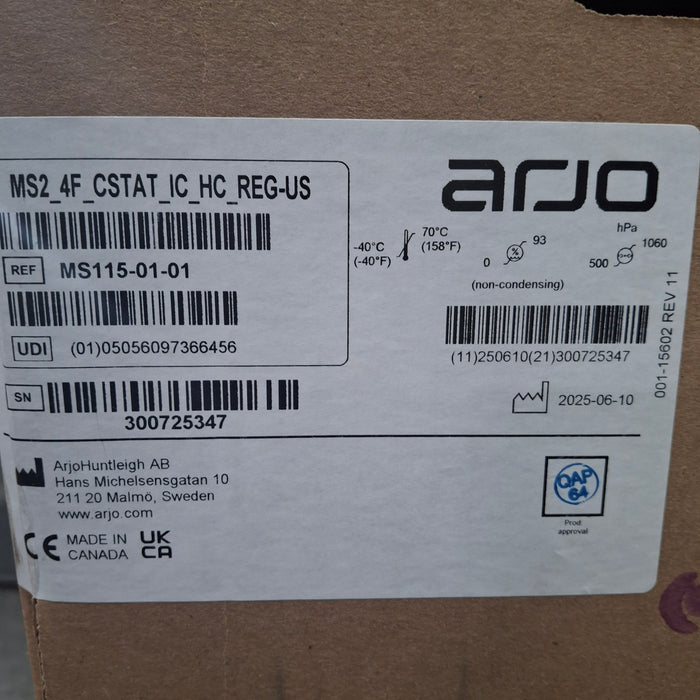 MS2_4F_CSTAT_IC_HC_REG-US
REF MS115-01-01
UDI (01)05056097366456
SN
300725347
arjo
-40°C
(-40°F)
70°C
(158°F)
0 % 93
(non-condensing)
hPa
500 1060
(11)250610(21)300725347
2025-06-10
001-15602 REV 11
ArjoHuntleigh AB
Hans Michelsensgatan 10
211 20 Malmö, Sweden
www.arjo.com
CE MADE IN CANADA UK CA
QAP
64
Prod
approval